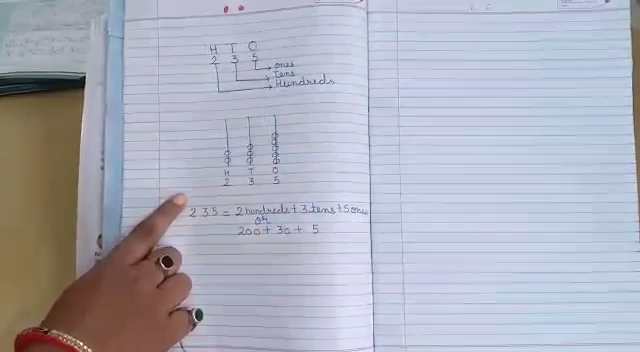 H T O
2 3 5
ones
Tens
Hundreds
H T O
2 3 5
235 = 2 hundreds + 3 tens + 5 ones
or
200 + 30 + 5